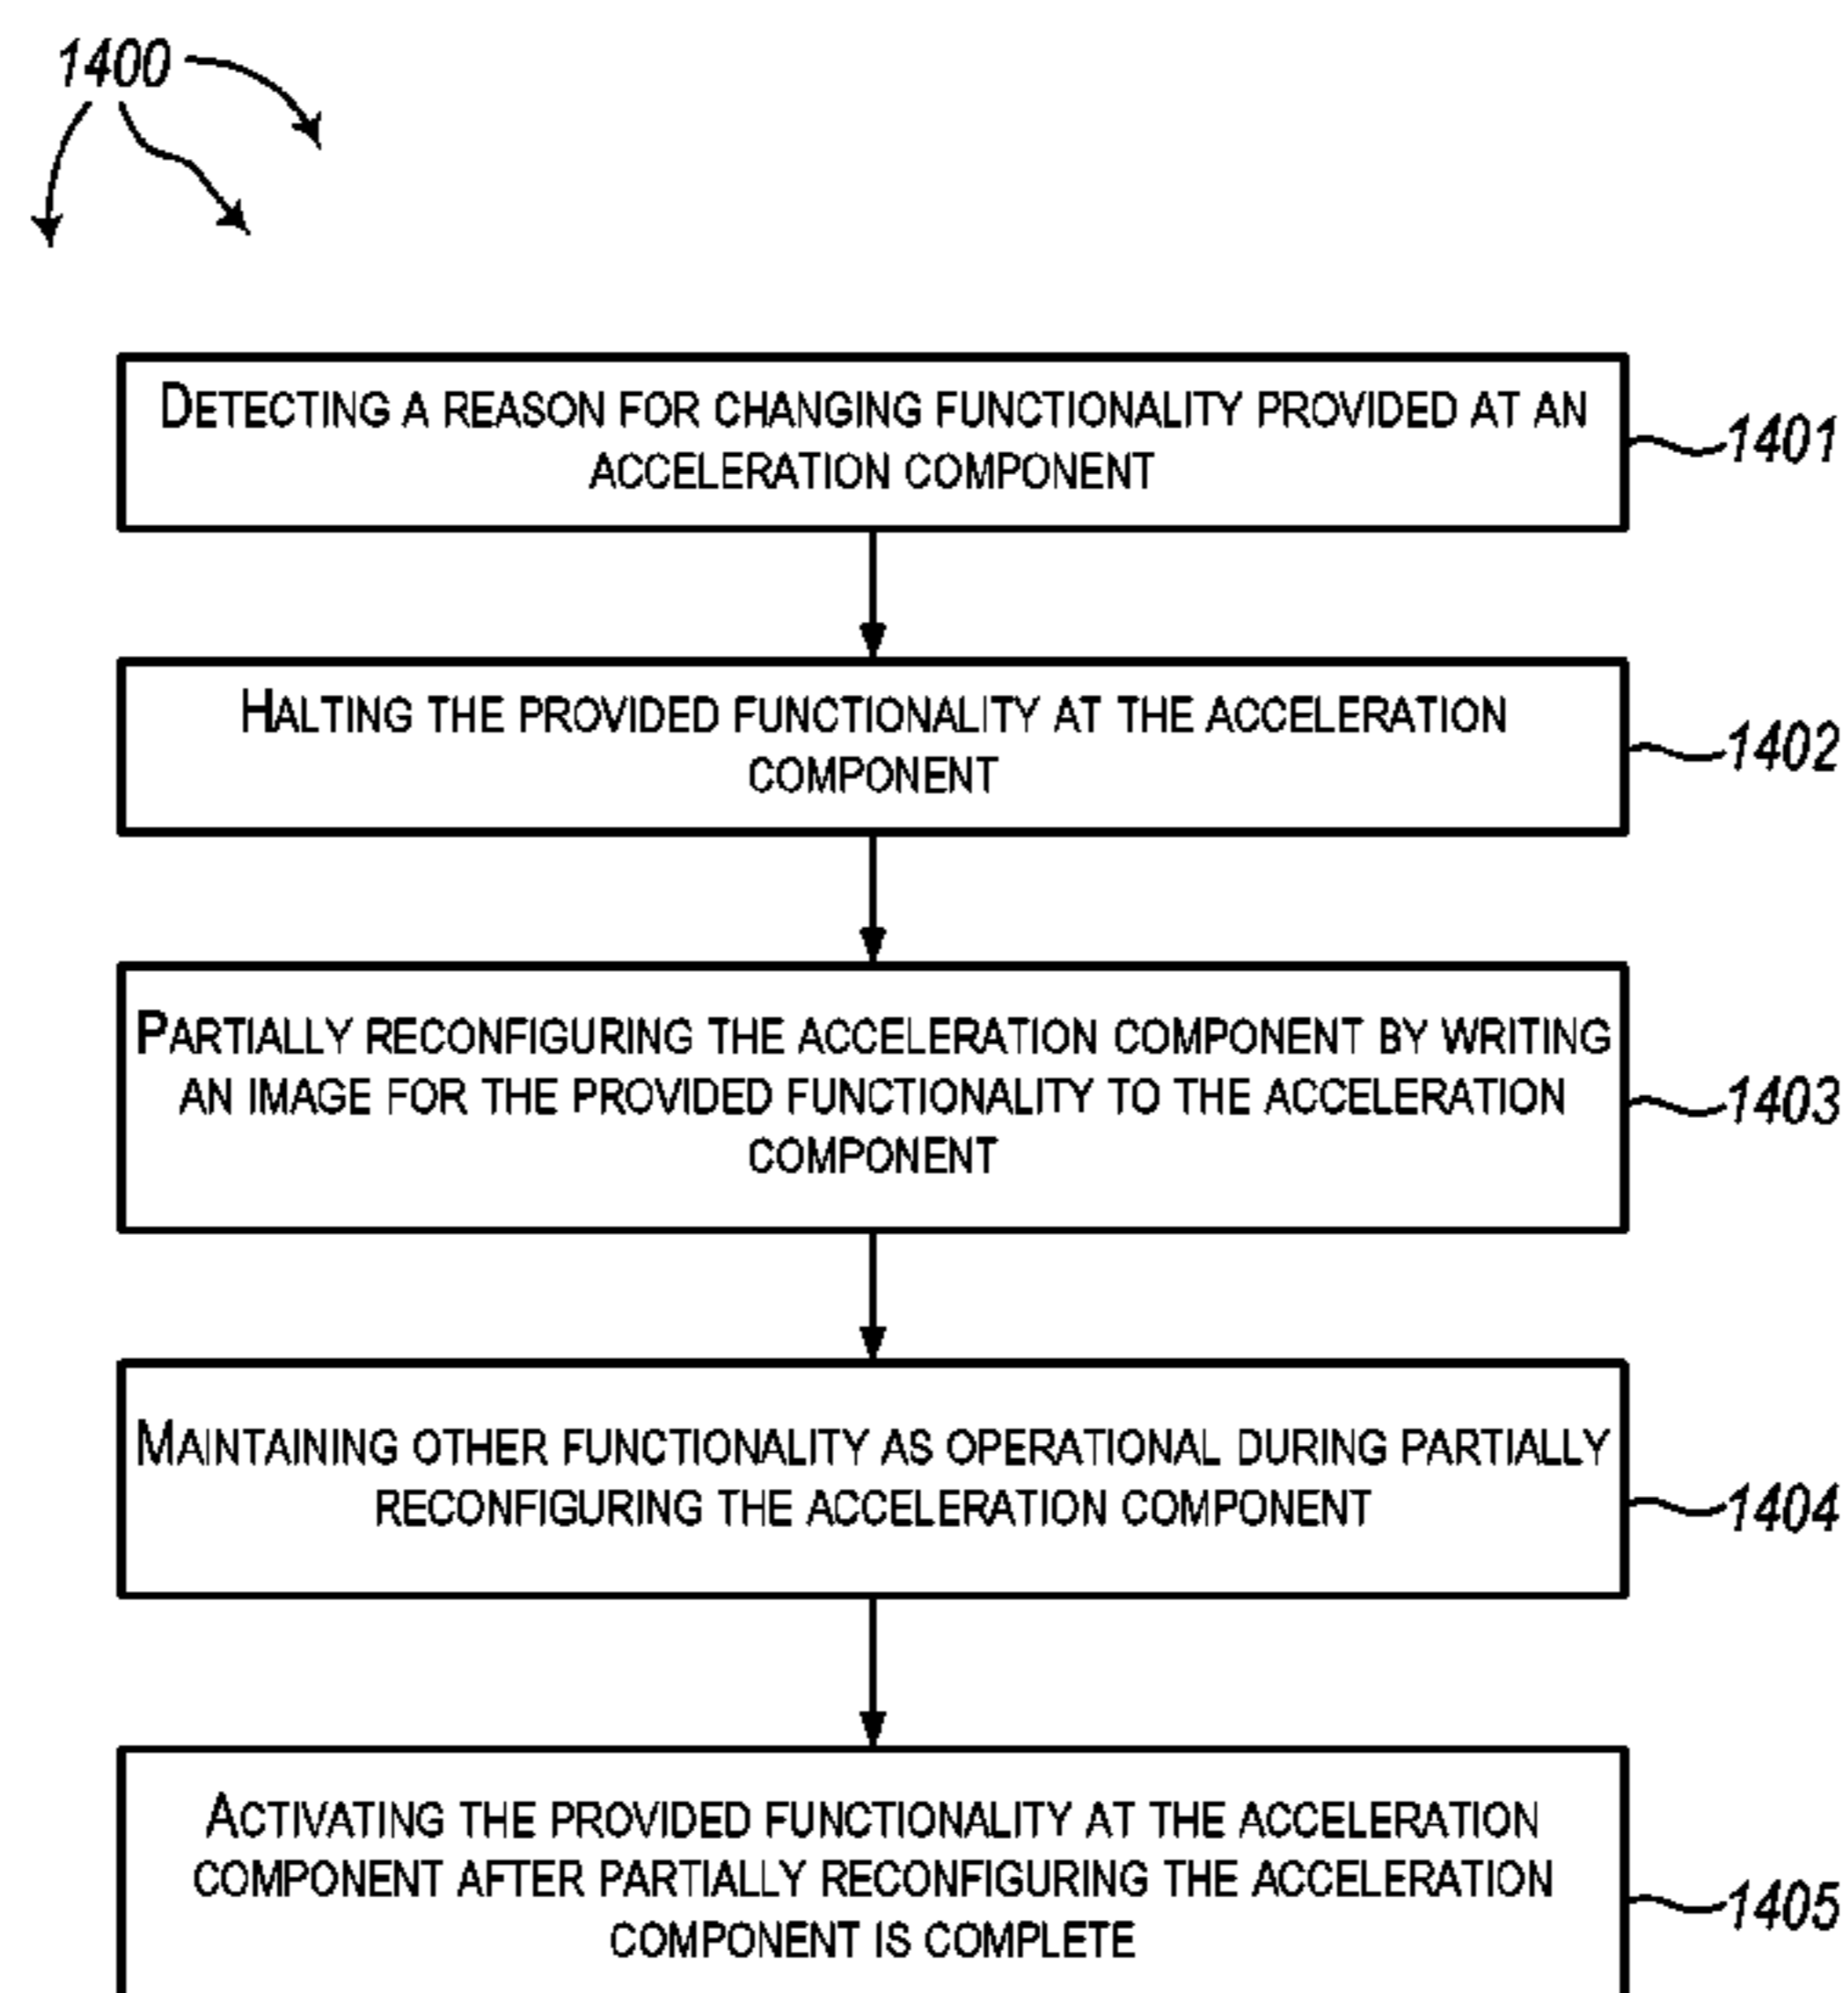 1400
DETECTING A REASON FOR CHANGING FUNCTIONALITY PROVIDED AT AN
ACCELERATION COMPONENT
1401
HALTING THE PROVIDED FUNCTIONALITY AT THE ACCELERATION
COMPONENT
1402
PARTIALLY RECONFIGURING THE ACCELERATION COMPONENT BY WRITING
AN IMAGE FOR THE PROVIDED FUNCTIONALITY TO THE ACCELERATION
COMPONENT
1403
MAINTAINING OTHER FUNCTIONALITY AS OPERATIONAL DURING PARTIALLY
RECONFIGURING THE ACCELERATION COMPONENT
1404
ACTIVATING THE PROVIDED FUNCTIONALITY AT THE ACCELERATION
COMPONENT AFTER PARTIALLY RECONFIGURING THE ACCELERATION
COMPONENT IS COMPLETE
1405